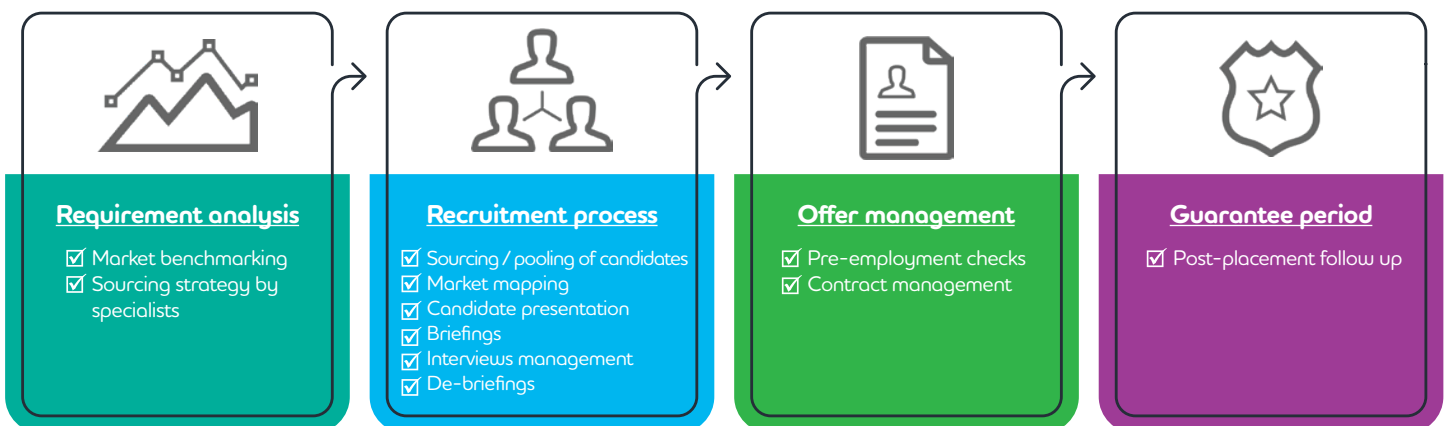 Requirement analysis
☑ Market benchmarking
☑ Sourcing strategy by
specialists
Recruitment process
☑ Sourcing / pooling of candidates
☑ Market mapping
☑ Candidate presentation
☑ Briefings
☑ Interviews management
☑ De-briefings
Offer management
☑ Pre-employment checks
☑ Contract management
Guarantee period
☑ Post-placement follow up